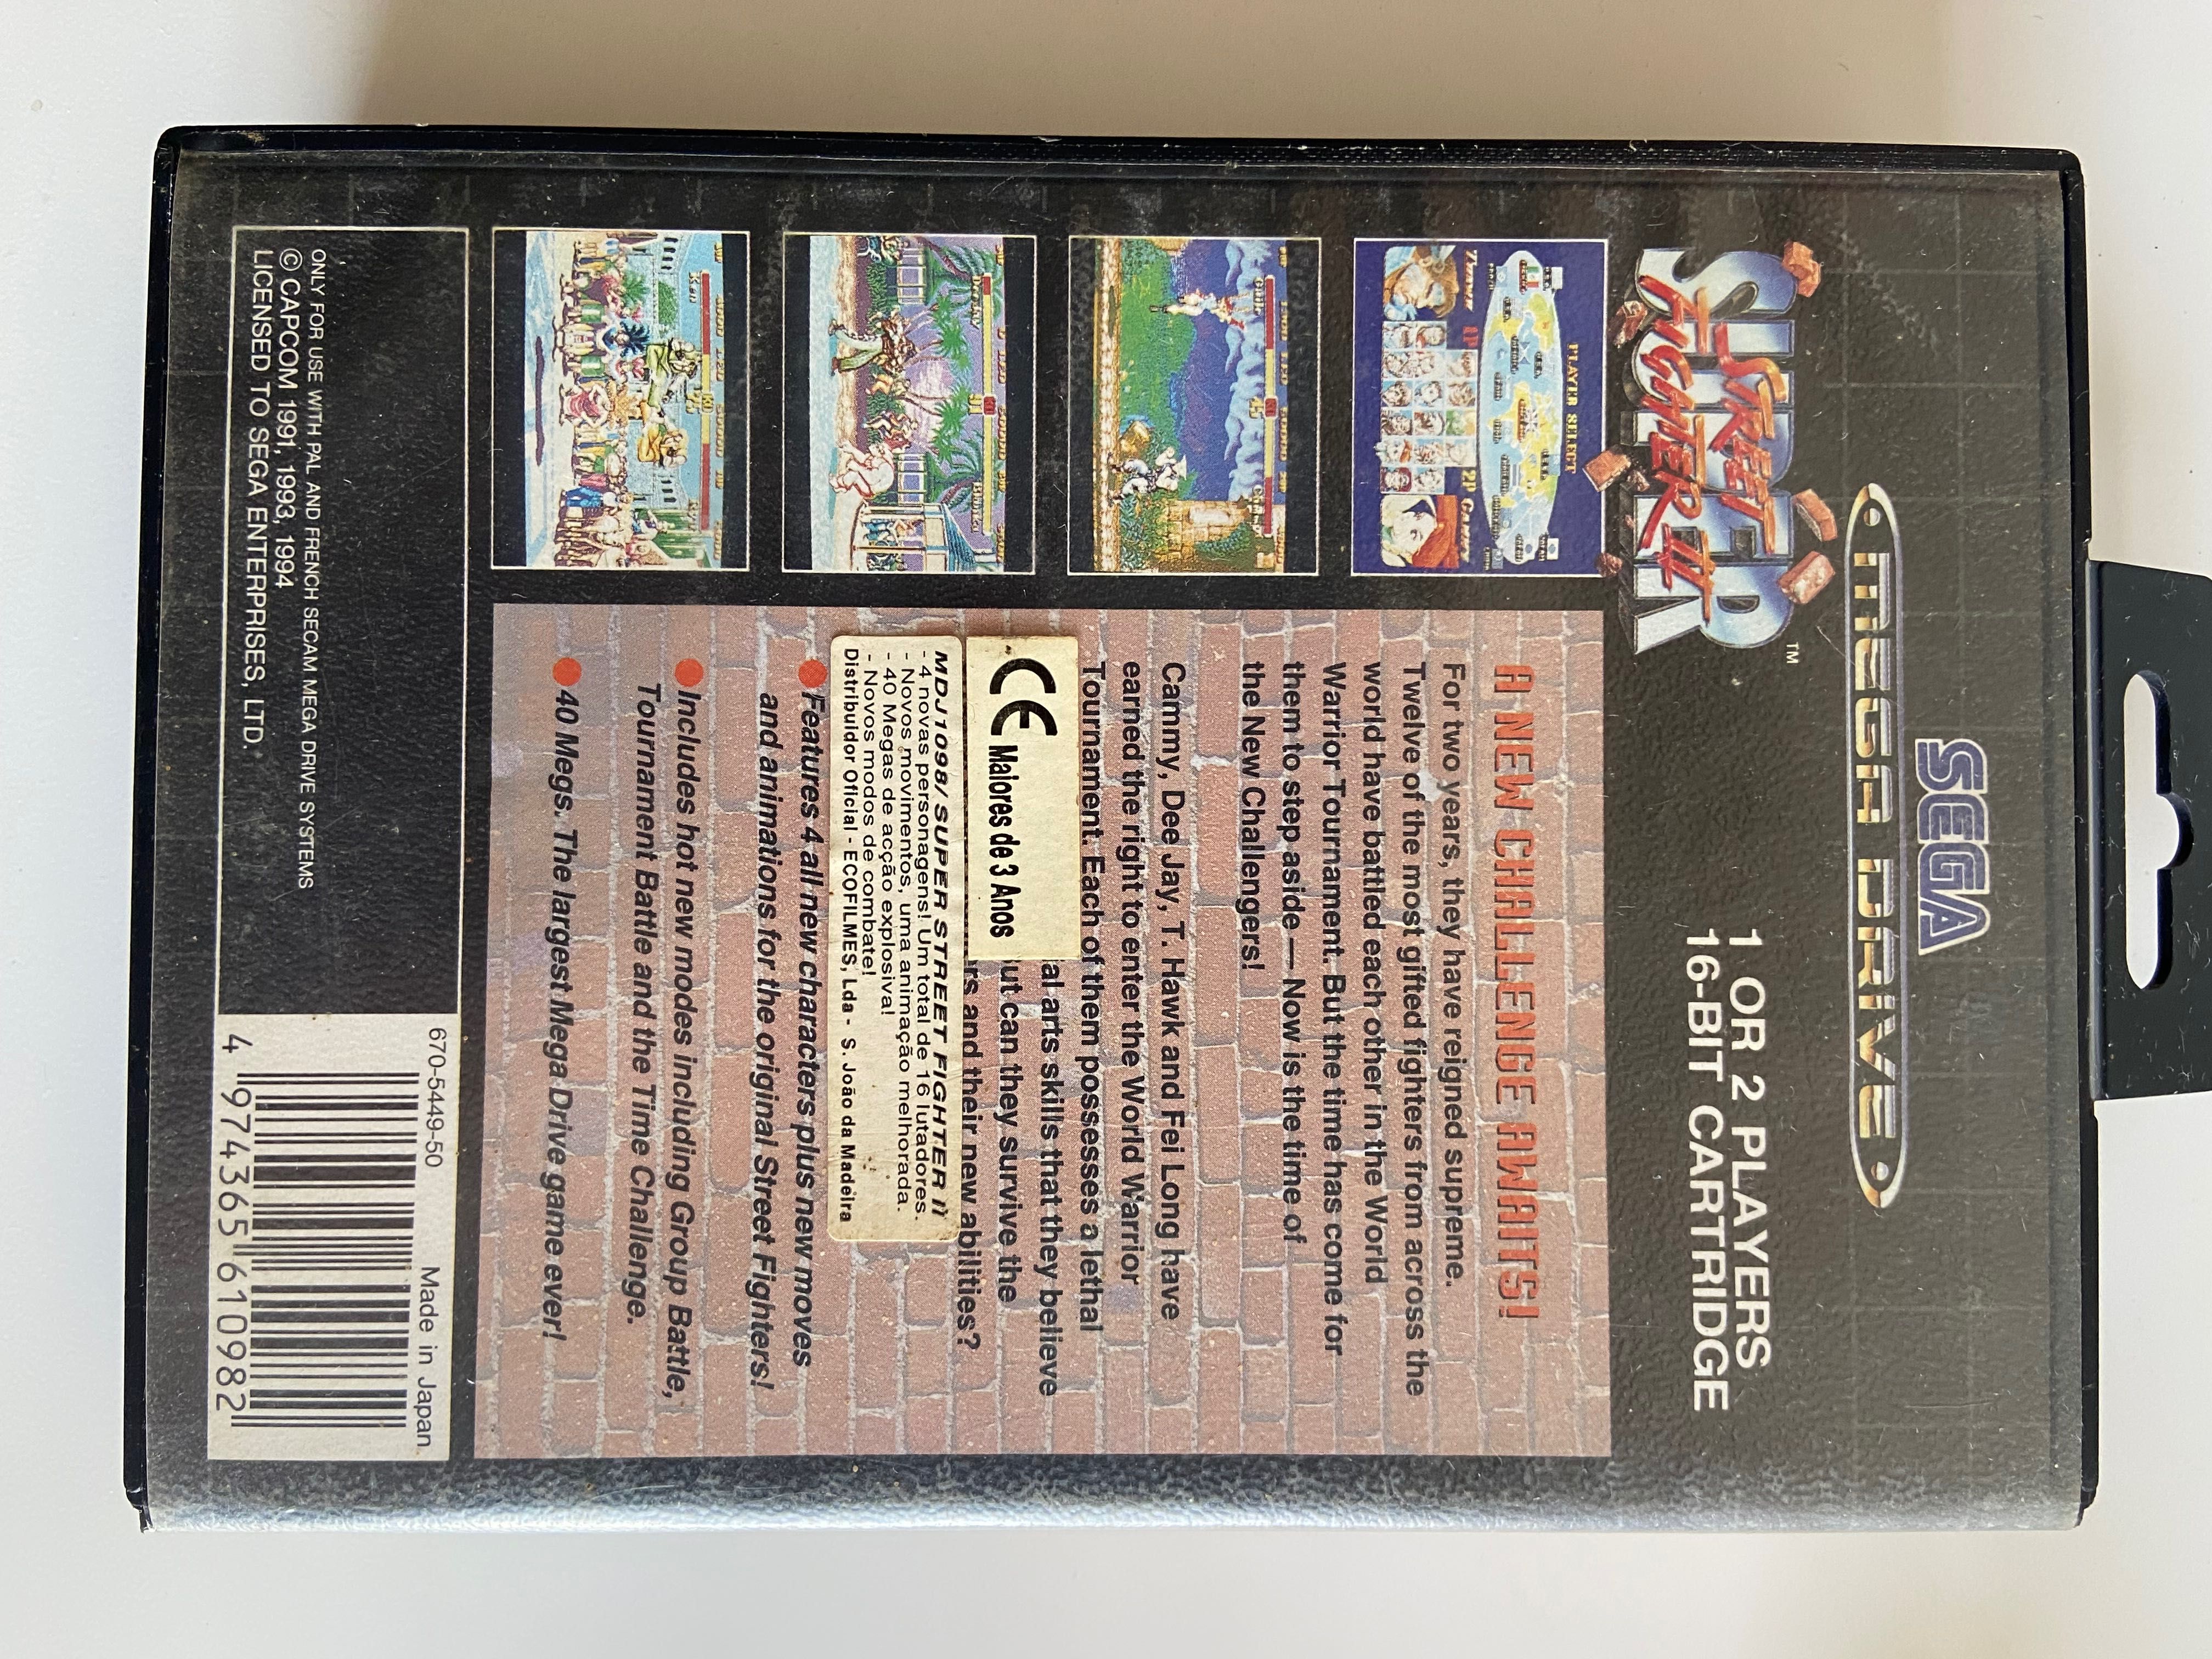 SEGA
MEGA DRIVE
SUPER
STREET
FIGHTER II
TM
1 OR 2 PLAYERS
16-BIT CARTRIDGE
PLAYER SELECT
1P
2P
A NEW CHALLENGE AWAITS!
For two years, they have reigned supreme.
Twelve of the most gifted fighters from across the
world have battled each other in the World
Warrior Tournament. But the time has come for
them to step aside — Now is the time of
the New Challengers!
Cammy, Dee Jay, T. Hawk and Fei Long have
earned the right to enter the World Warrior
Tournament. Each of them possesses a lethal
al arts skills that they believe
ut can they survive the
rs and their new abilities?
CE Maiores de 3 Anos
MDJ1098/ SUPER STREET FIGHTER II
- 4 novas personagens! Um total de 16 lutadores.
- Novos movimentos, uma animação melhorada.
- 40 Megas de acção explosiva!
- Novos modos de combate!
Distribuidor Oficial - ECOFILMES, Lda - S. João da Madeira
Features 4 all new characters plus new moves
and animations for the original Street Fighters!
Includes hot new modes including Group Battle,
Tournament Battle and the Time Challenge.
40 Megs. The largest Mega Drive game ever!
ONLY FOR USE WITH PAL AND FRENCH SECAM MEGA DRIVE SYSTEMS
© CAPCOM 1991, 1993, 1994
LICENSED TO SEGA ENTERPRISES, LTD.
670-5449-50 Made in Japan
4 974365 610982